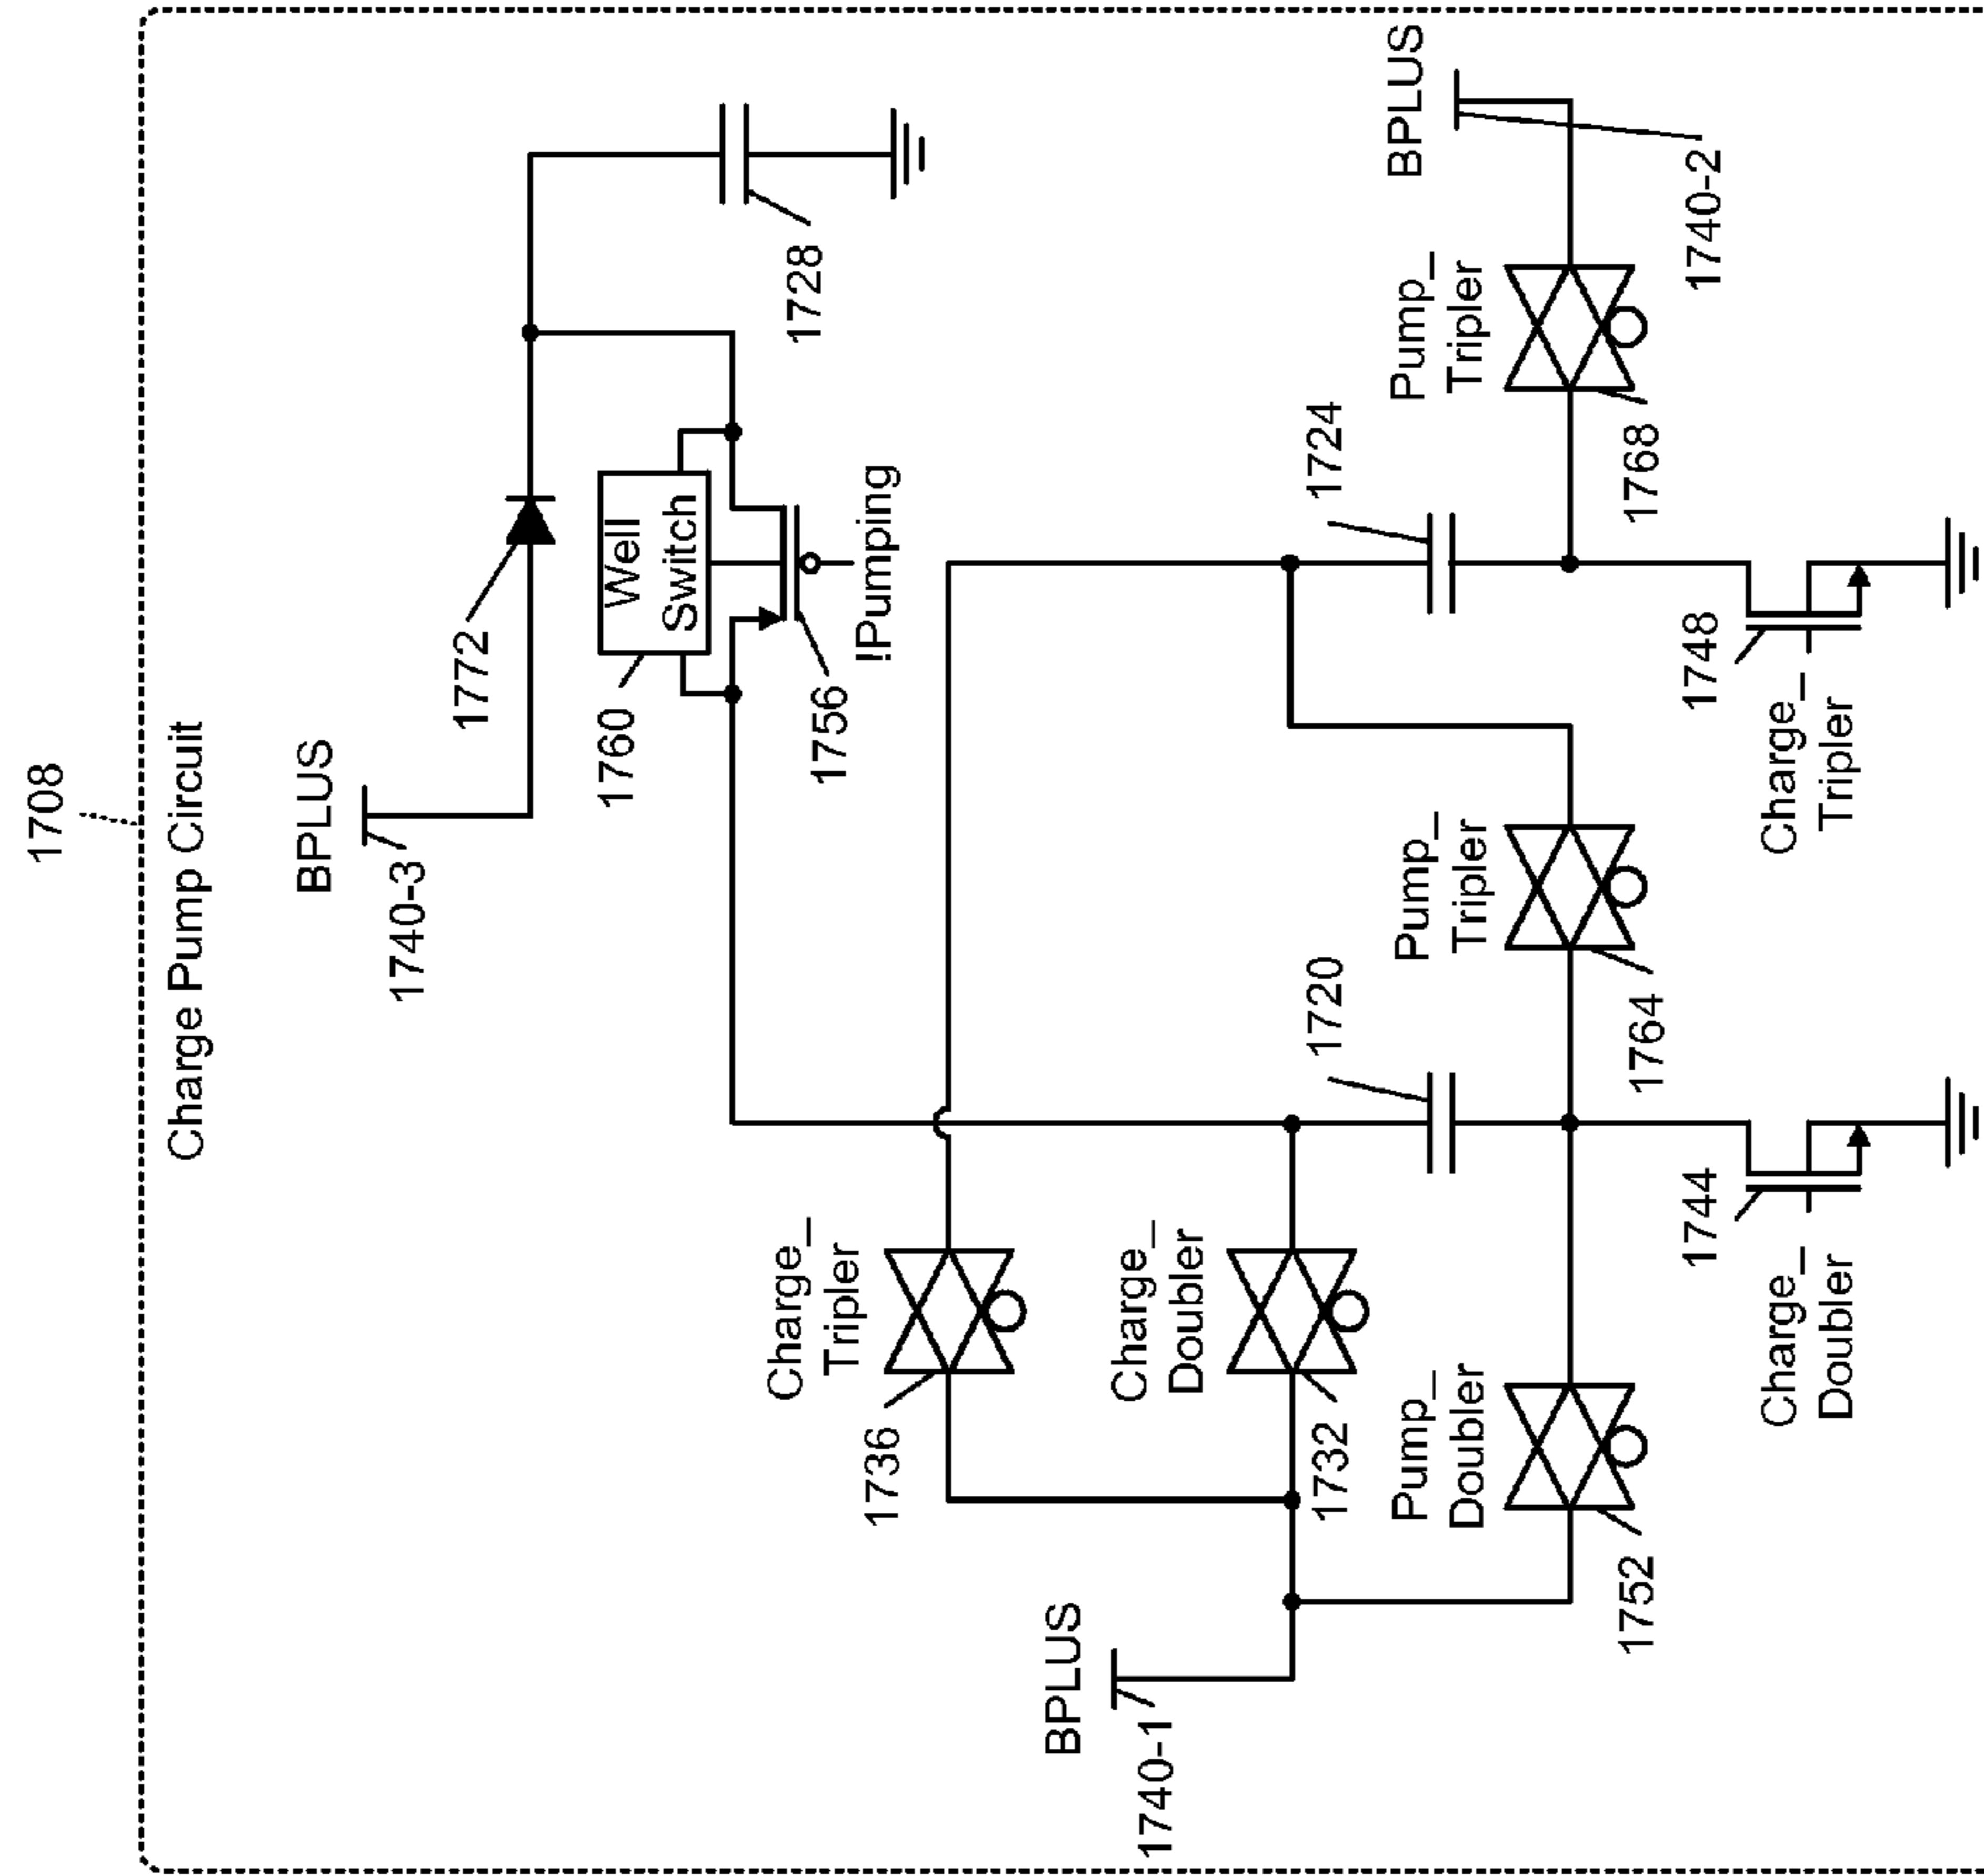 1708
Charge Pump Circuit
BPLUS
1740-3
1772
1760
Well
Switch
1756
!Pumping
1728
Charge_
Tripler
1736
BPLUS
1740-1
Charge_
Doubler
1732
1720
1724
Pump_
Doubler
1752
Pump_
Tripler
1764
Pump_
Tripler
1768
BPLUS
1740-2
1744
Charge_
Doubler
1748
Charge_
Tripler